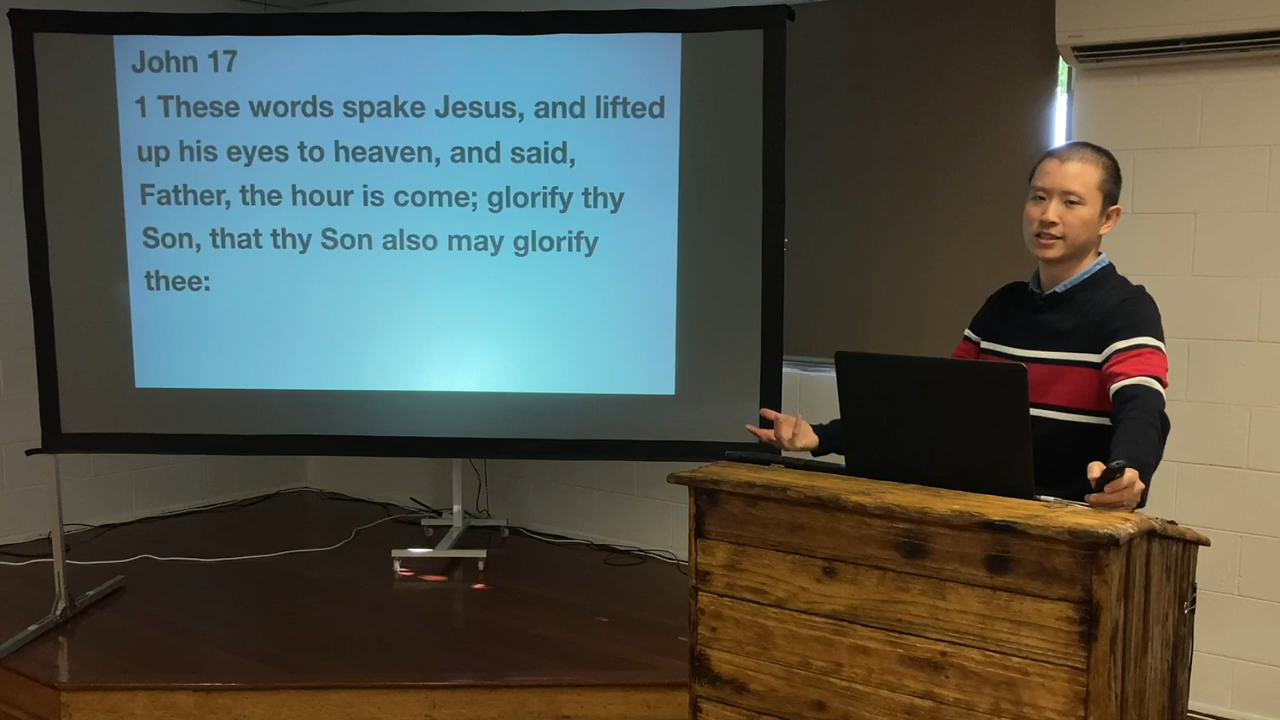 John 17
1 These words spake Jesus, and lifted
up his eyes to heaven, and said,
Father, the hour is come; glorify thy
Son, that thy Son also may glorify
thee: